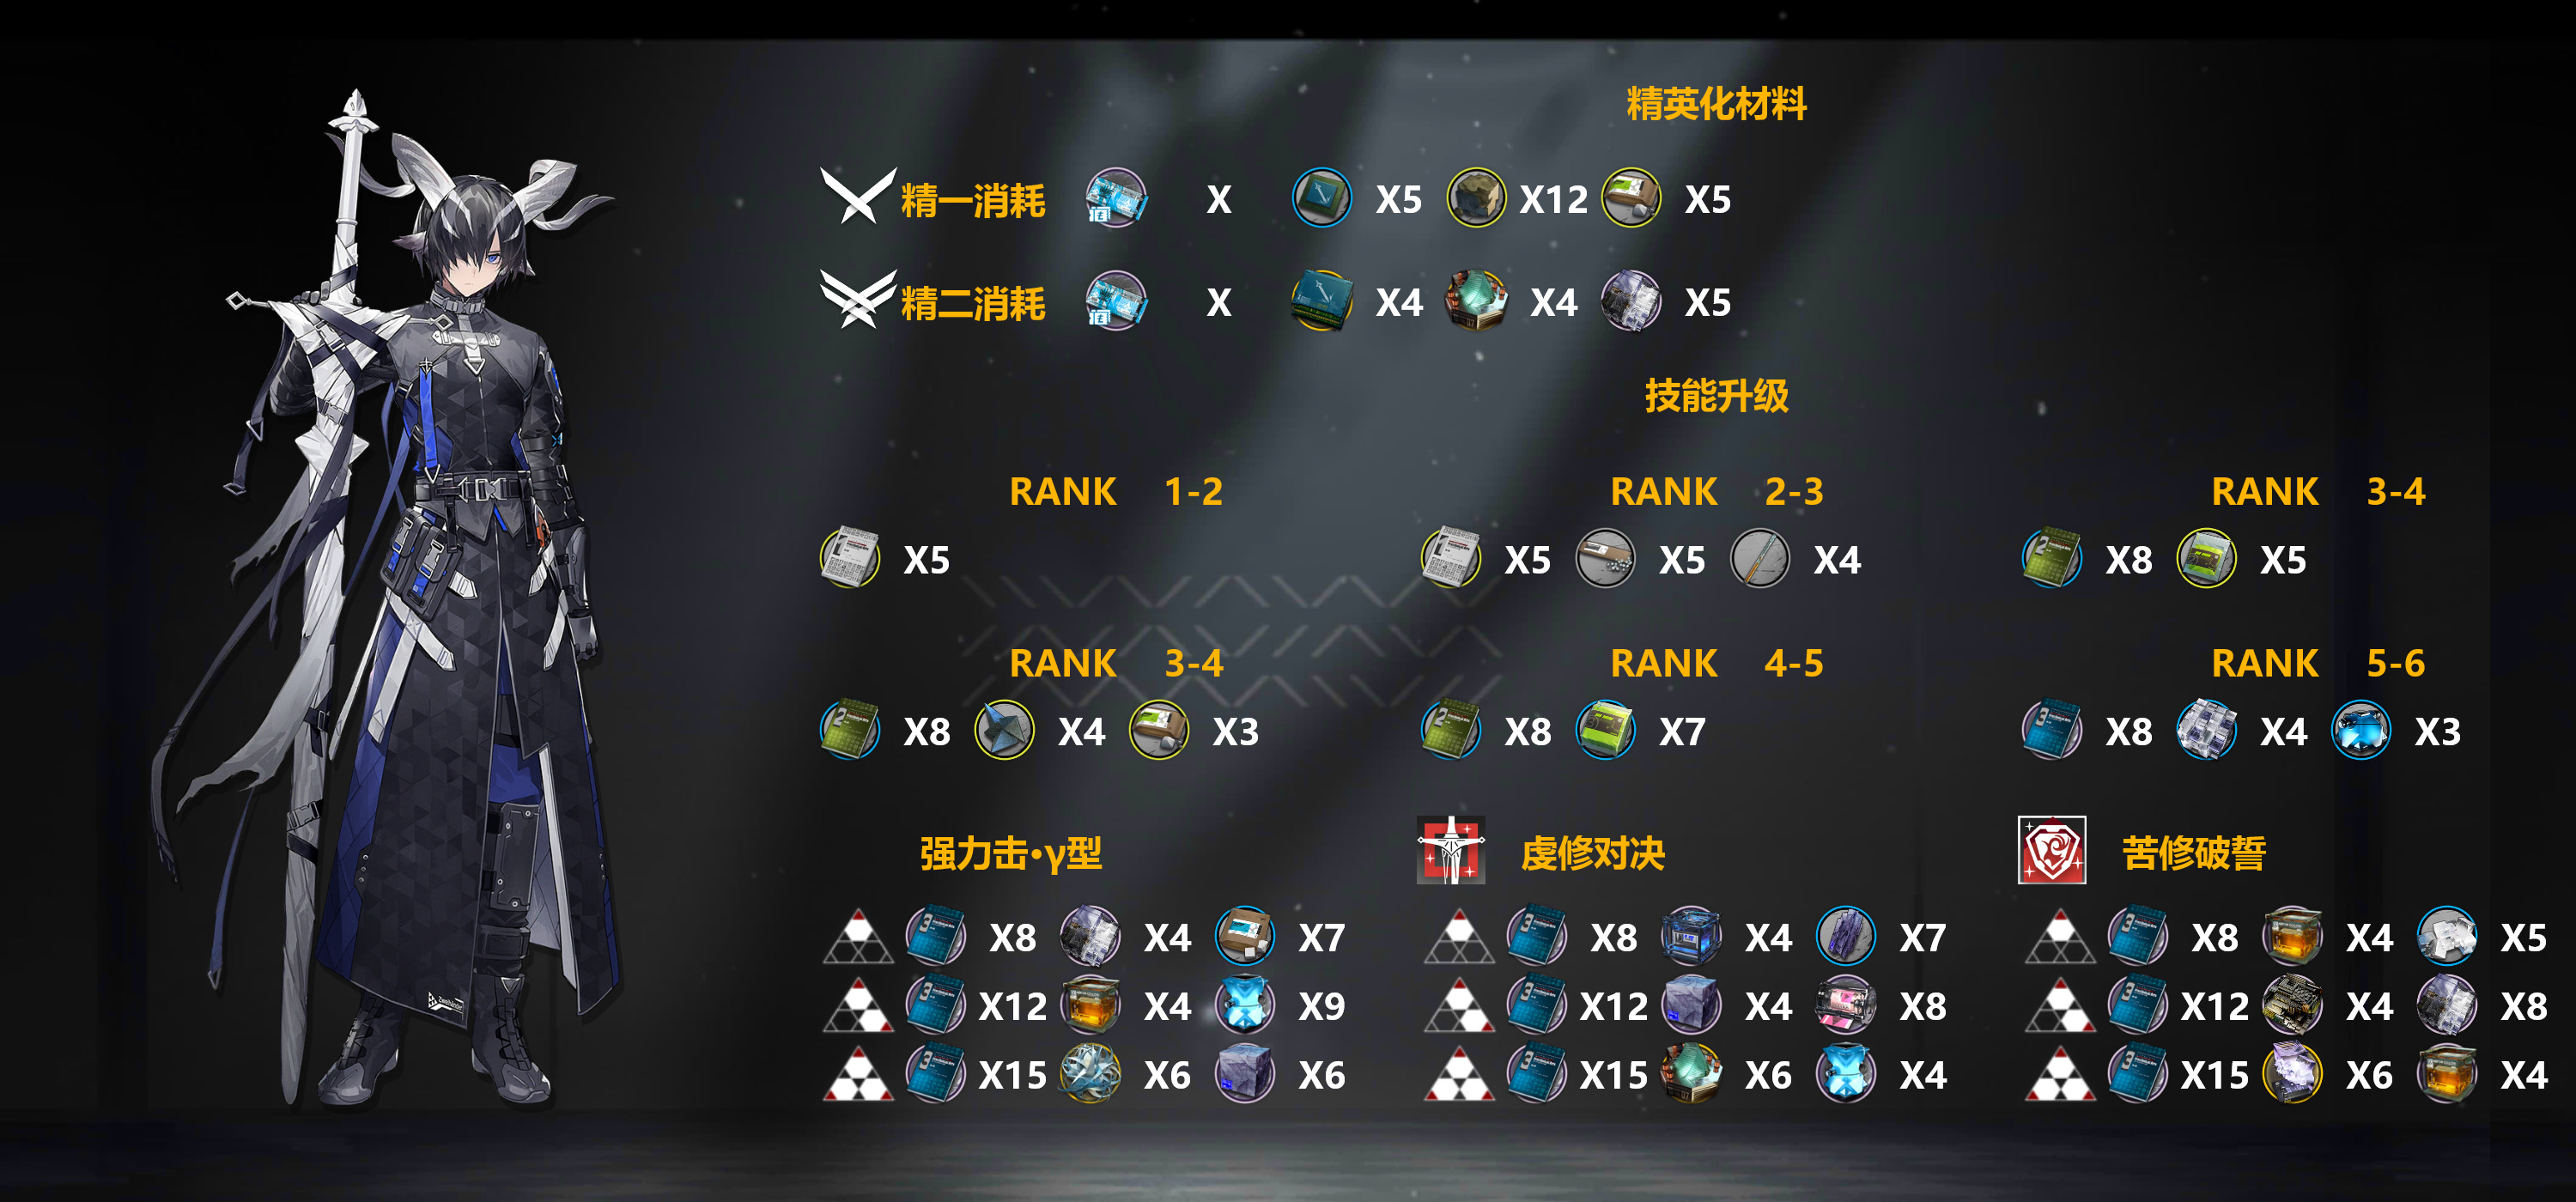 精英化材料
精一消耗 X X5 X12 X5
精二消耗 X X4 X4 X5
技能升级
RANK 1-2 RANK 2-3 RANK 3-4
X5 X5 X5 X4 X8 X5
RANK 3-4 RANK 4-5 RANK 5-6
X8 X4 X3 X8 X7 X8 X4 X3
强力击·γ型 虔修对决 苦修破誓
X8 X4 X7 X8 X4 X7 X8 X4 X5
X12 X4 X9 X12 X4 X8 X12 X4 X8
X15 X6 X6 X15 X6 X4 X15 X6 X4